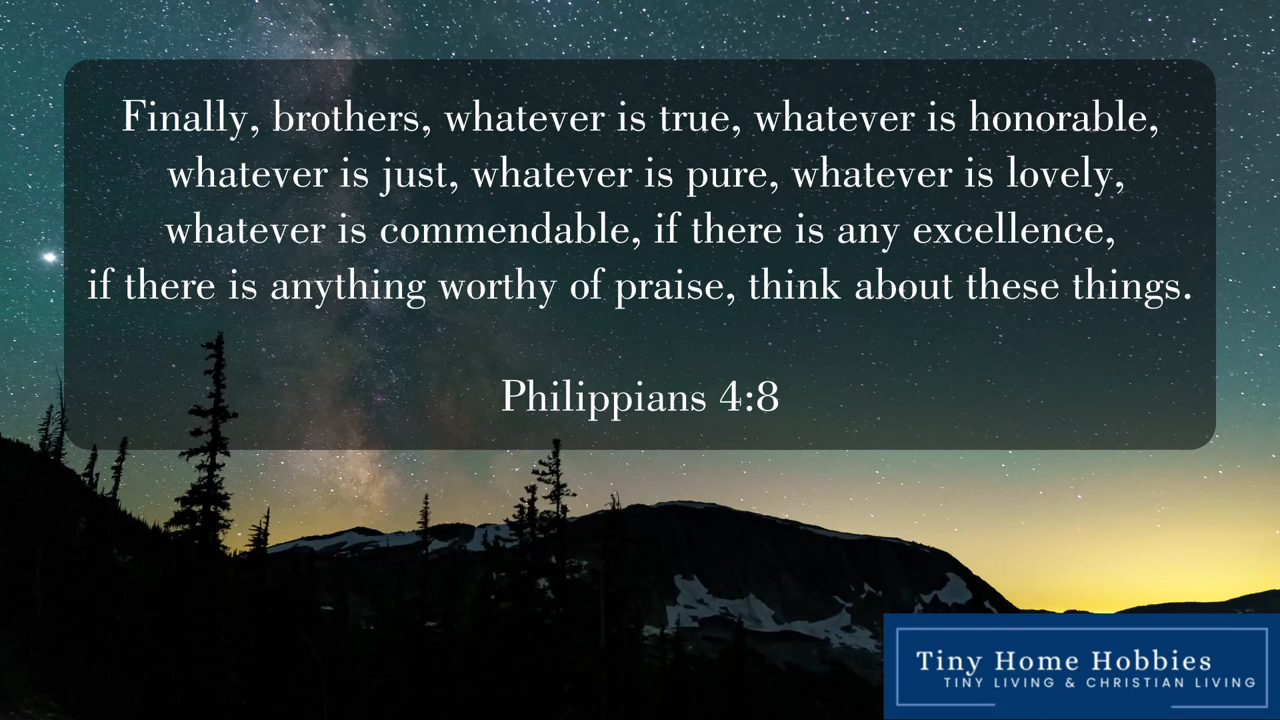 Finally, brothers, whatever is true, whatever is honorable,
whatever is just, whatever is pure, whatever is lovely,
whatever is commendable, if there is any excellence,
if there is anything worthy of praise, think about these things.
Philippians 4:8
Tiny Home Hobbies
TINY LIVING & CHRISTIAN LIVING